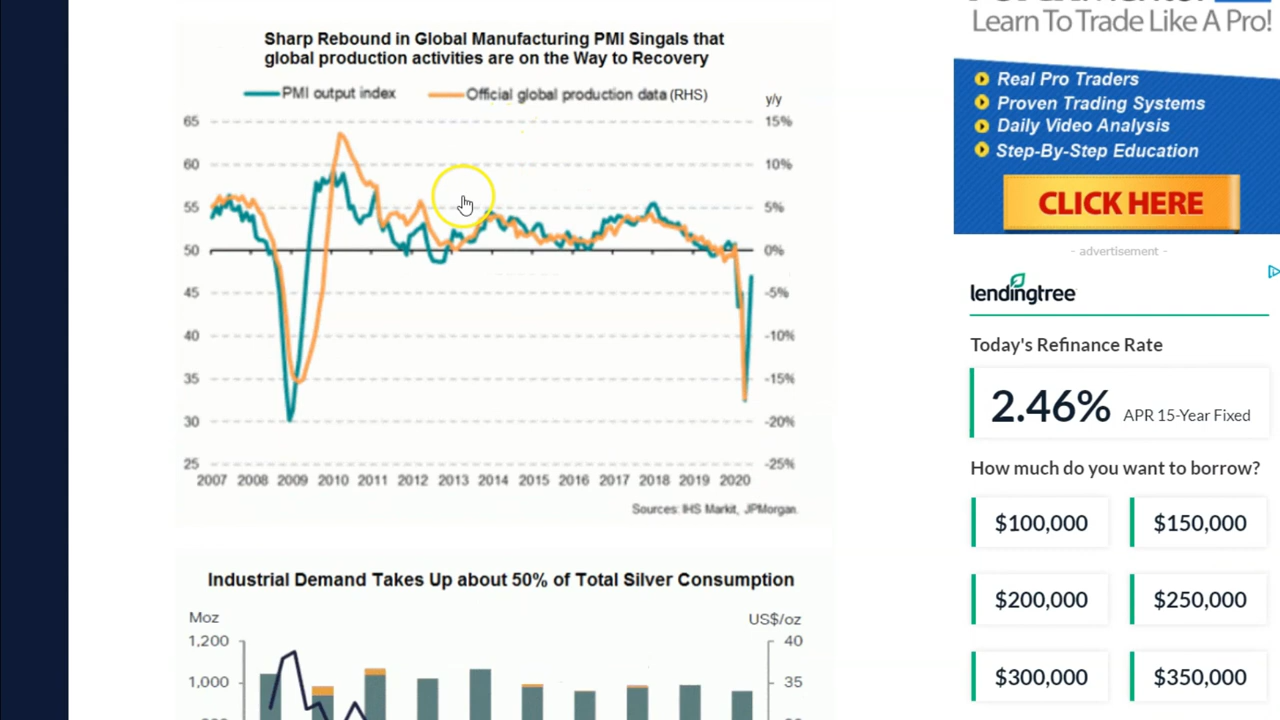 Learn To Trade Like A Pro!
Sharp Rebound in Global Manufacturing PMI Singals that
global production activities are on the Way to Recovery
PMI output index
Official global production data (RHS)
y/y
65
15%
60
10%
55
5%
50
0%
45
-5%
40
-10%
35
-15%
30
-20%
25
-25%
2007 2008 2009 2010 2011 2012 2013 2014 2015 2016 2017 2018 2019 2020
Sources: IHS Markit, JPMorgan.
Industrial Demand Takes Up about 50% of Total Silver Consumption
Moz
US$/oz
1,200
40
1,000
35
Real Pro Traders
Proven Trading Systems
Daily Video Analysis
Step-By-Step Education
CLICK HERE
- advertisement -
lendingtree
Today's Refinance Rate
2.46% APR 15-Year Fixed
How much do you want to borrow?
$100,000 $150,000
$200,000 $250,000
$300,000 $350,000